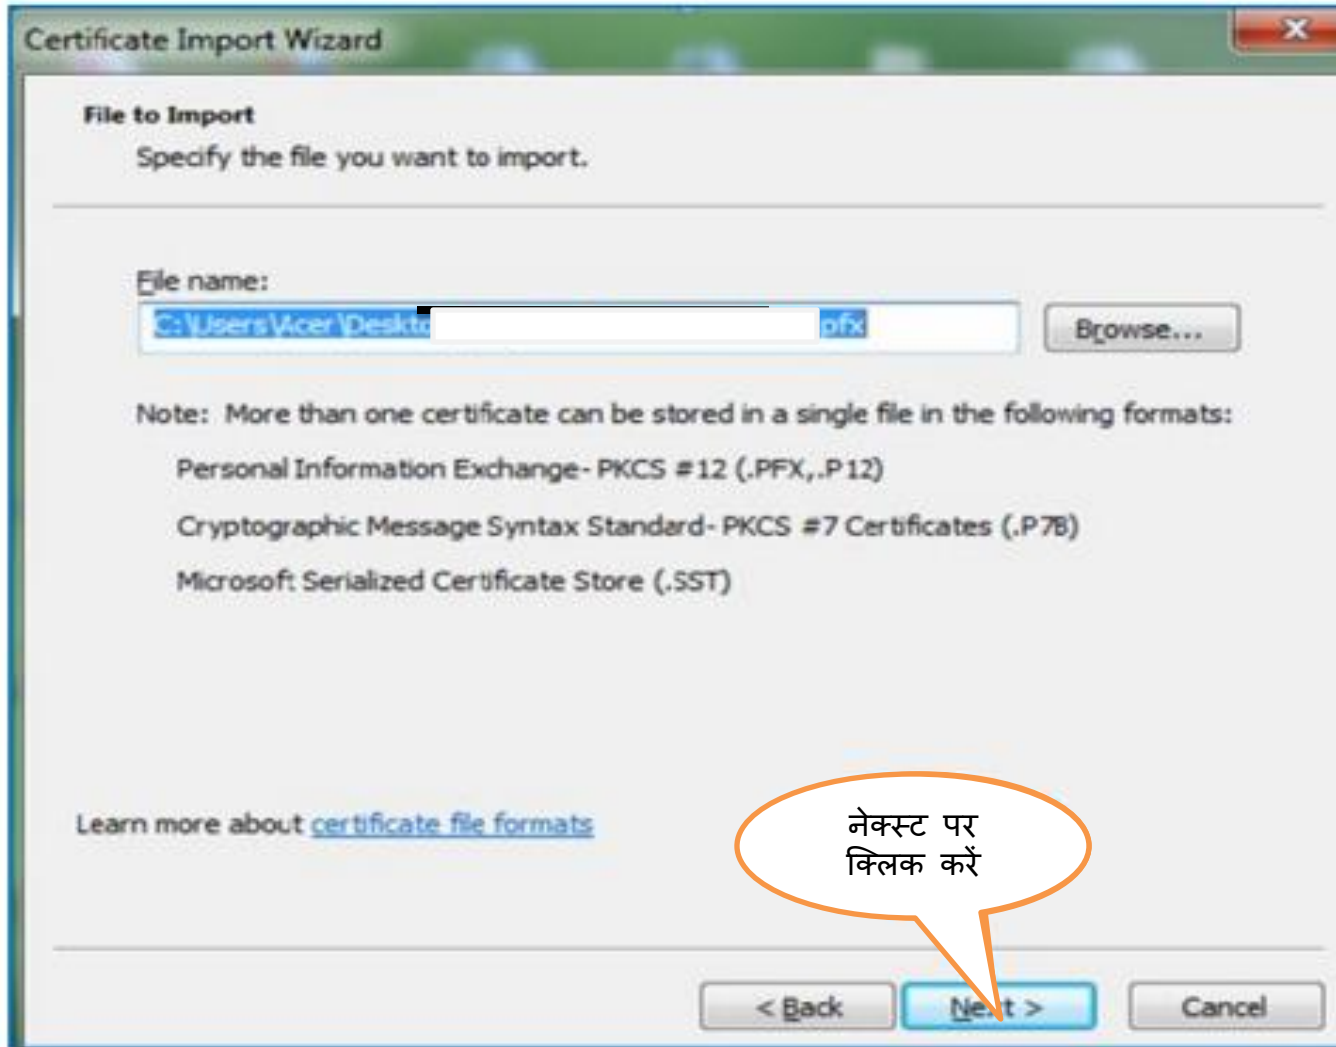 Certificate Import Wizard
File to Import
Specify the file you want to import.
File name:
C:\Users\Acer\Deskto pfx
Browse...
Note: More than one certificate can be stored in a single file in the following formats:
Personal Information Exchange- PKCS #12 (.PFX,.P12)
Cryptographic Message Syntax Standard- PKCS #7 Certificates (.P7B)
Microsoft Serialized Certificate Store (.SST)
Learn more about certificate file formats
नेक्स्ट पर
क्लिक करें
< Back Next > Cancel